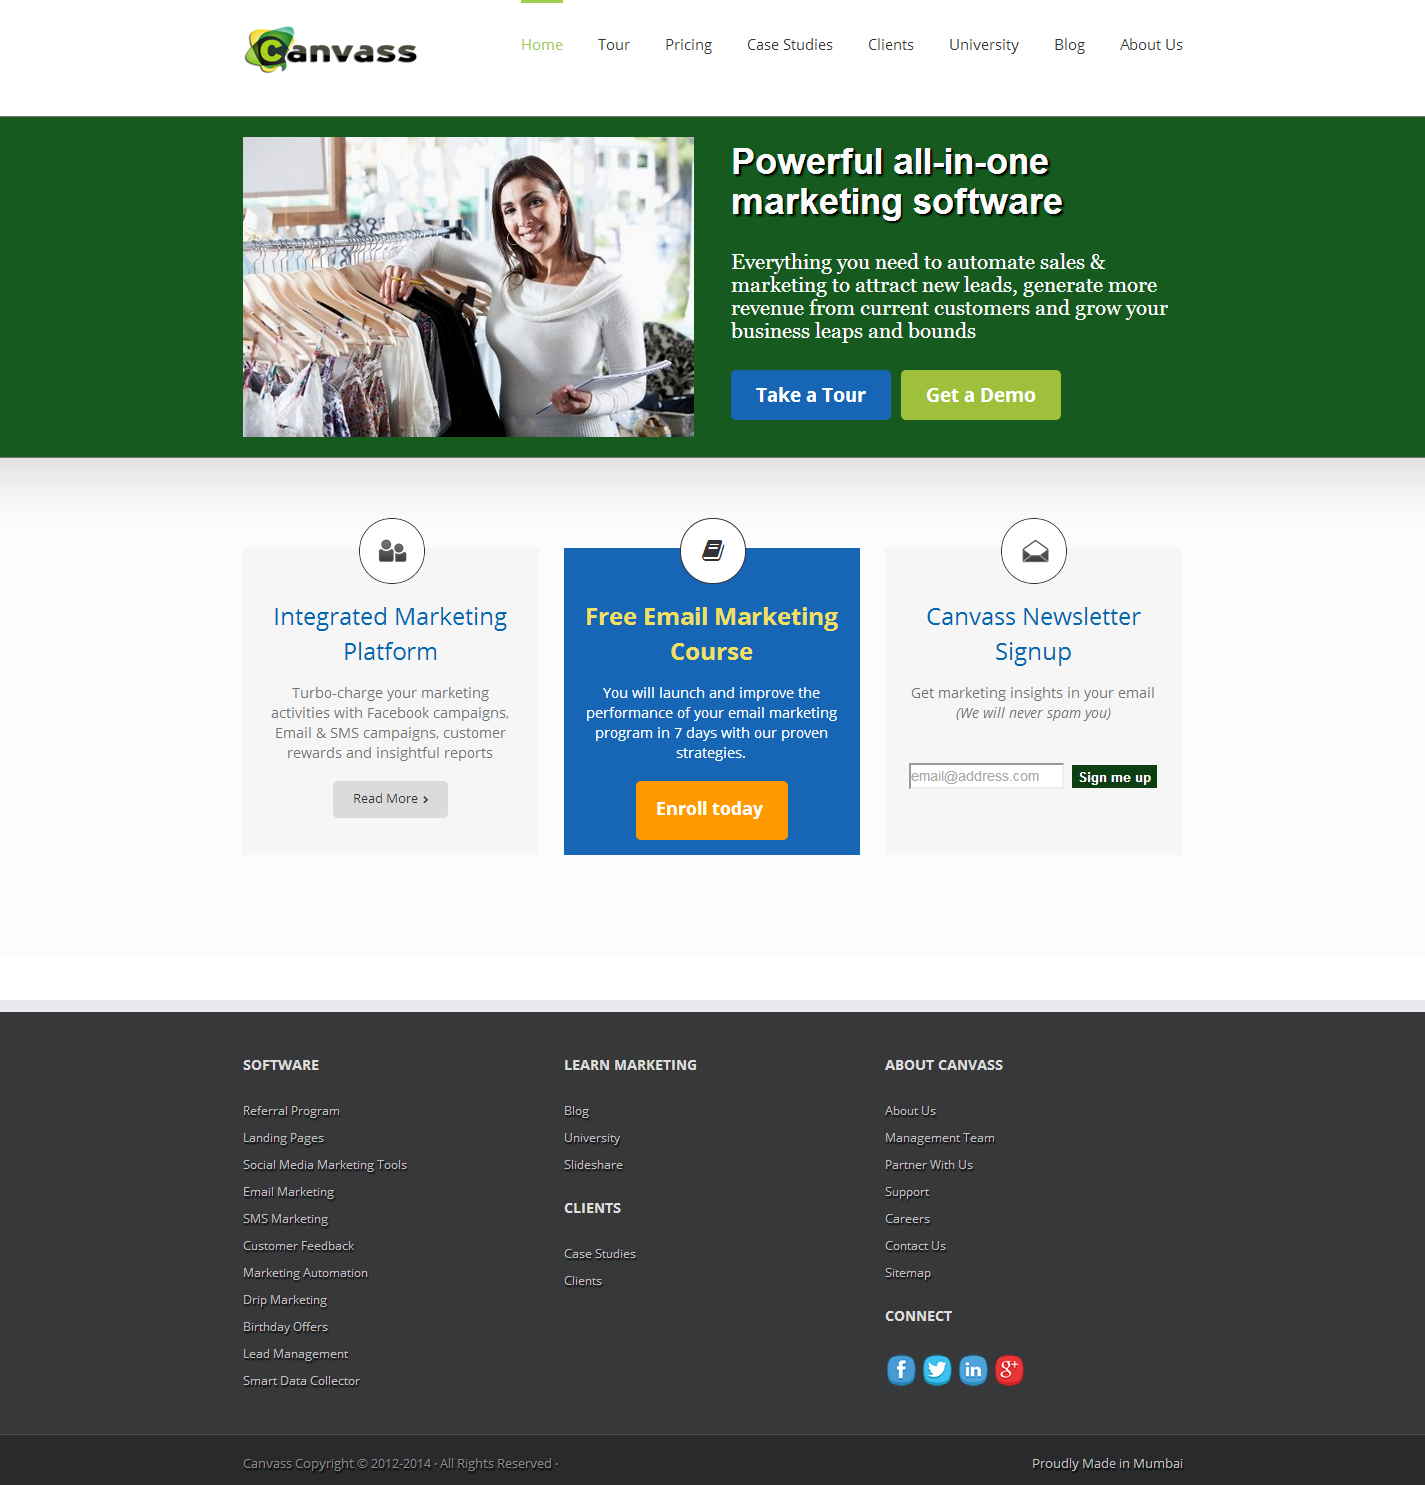 Canvass
Home Tour Pricing Case Studies Clients University Blog About Us
Powerful all-in-one
marketing software
Everything you need to automate sales &
marketing to attract new leads, generate more
revenue from current customers and grow your
business leaps and bounds
Take a Tour Get a Demo
Integrated Marketing
Platform
Turbo-charge your marketing
activities with Facebook campaigns,
Email & SMS campaigns, customer
rewards and insightful reports
Read More ›
Free Email Marketing
Course
You will launch and improve the
performance of your email marketing
program in 7 days with our proven
strategies.
Enroll today
Canvass Newsletter
Signup
Get marketing insights in your email
(We will never spam you)
email@address.com Sign me up
SOFTWARE
Referral Program
Landing Pages
Social Media Marketing Tools
Email Marketing
SMS Marketing
Customer Feedback
Marketing Automation
Drip Marketing
Birthday Offers
Lead Management
Smart Data Collector
LEARN MARKETING
Blog
University
Slideshare
CLIENTS
Case Studies
Clients
ABOUT CANVASS
About Us
Management Team
Partner With Us
Support
Careers
Contact Us
Sitemap
CONNECT
f in g+
Canvass Copyright © 2012-2014 · All Rights Reserved ·
Proudly Made in Mumbai